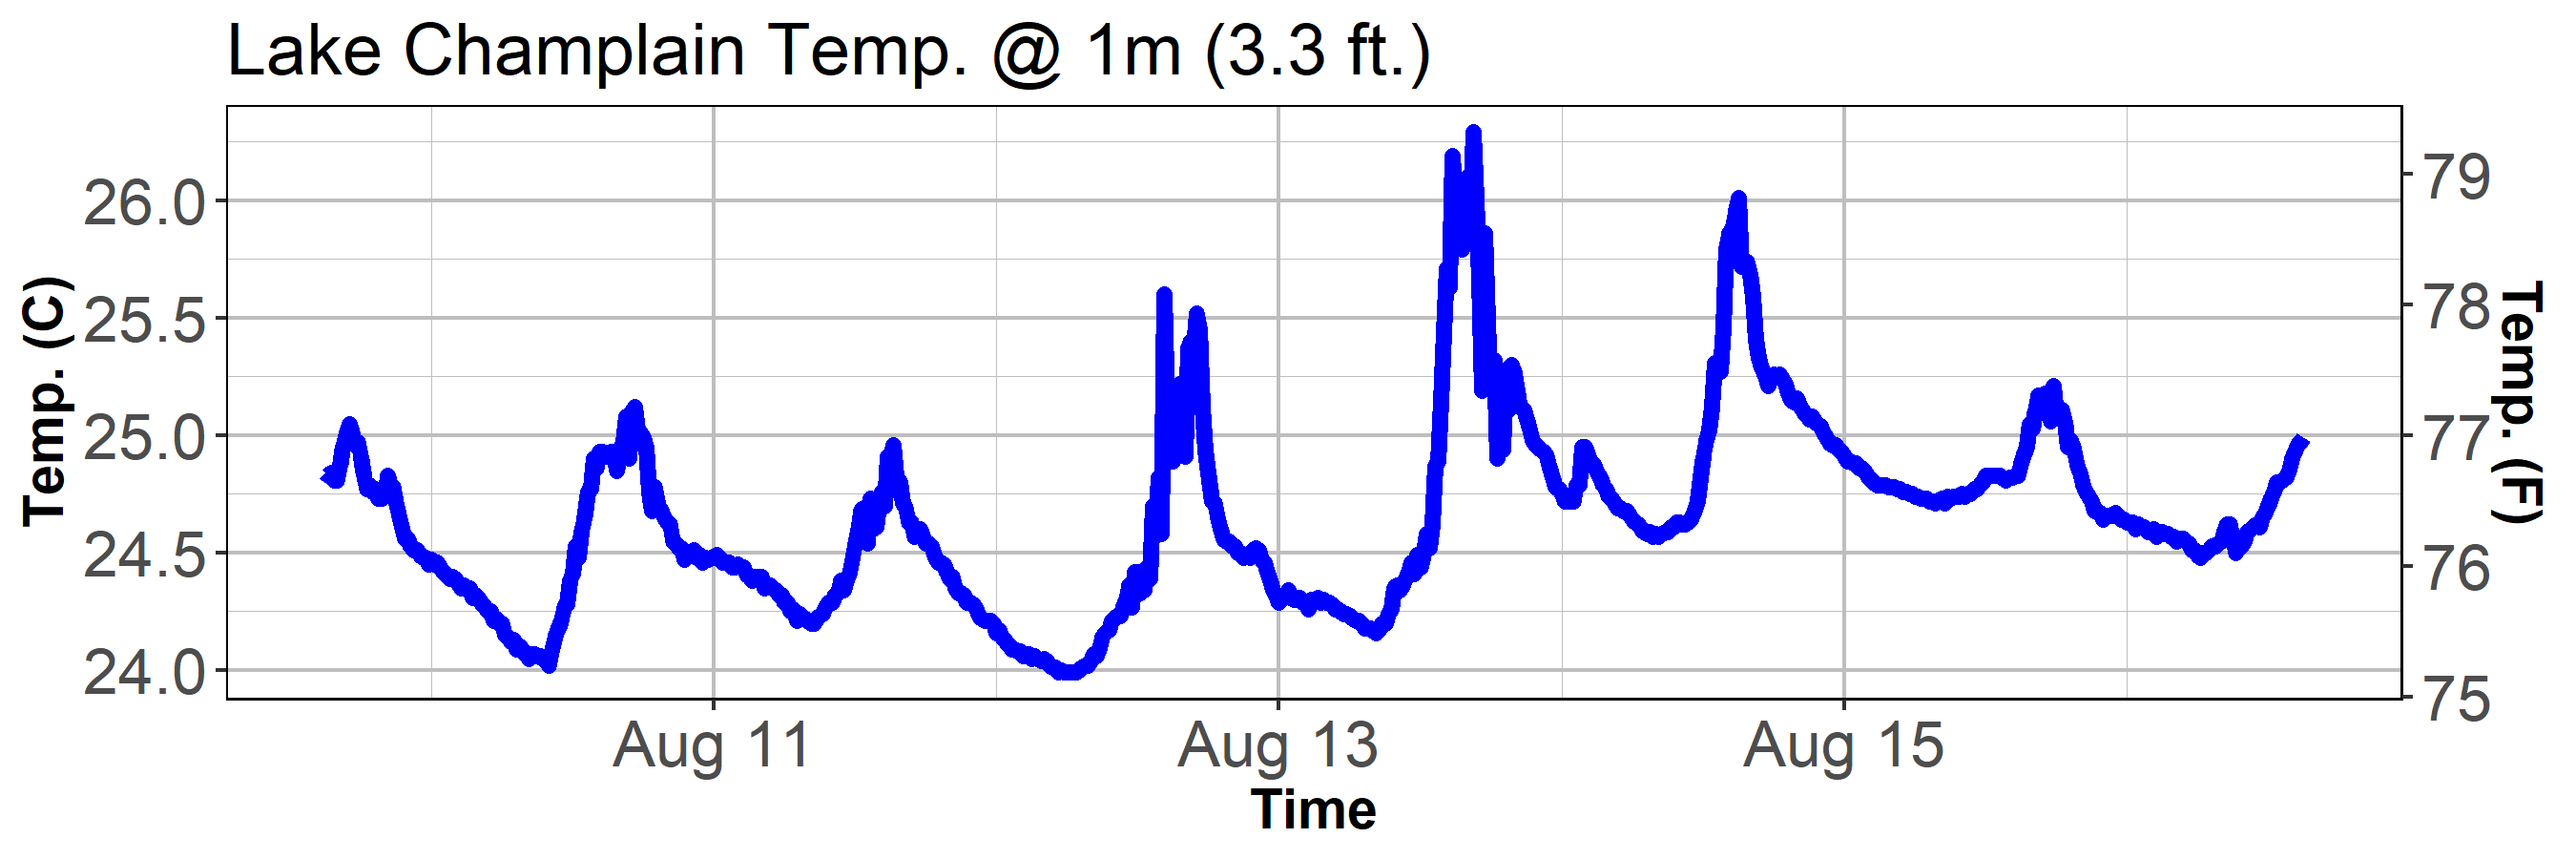 Lake Champlain Temp. @ 1m (3.3 ft.)
Temp. (C)
26.0
25.5
25.0
24.5
24.0
79
78
77
76
75
Temp. (F)
Aug 11
Aug 13
Aug 15
Time